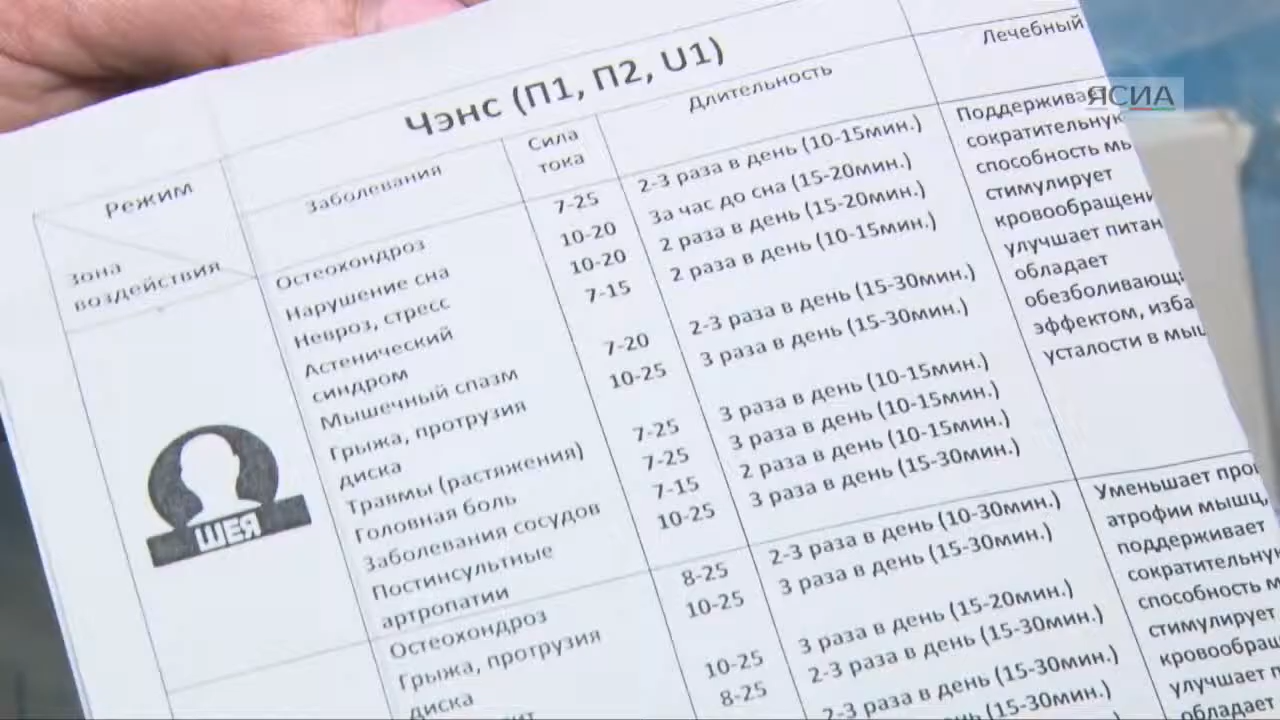 ЯСИА
Чэнс (П1, П2, U1)
Режим
Зона
воздействия
Заболевания
Сила
тока
Длительность
Лечебный
ШЕЯ
Остеохондроз
Нарушение сна
Невроз, стресс
Астенический
синдром
Мышечный спазм
Грыжа, протрузия
диска
Травмы (растяжения)
Головная боль
Заболевания сосудов
Постинсультные
артропатии
7-25
10-20
10-20
7-15
7-20
10-25
7-25
7-25
7-15
10-25
2-3 раза в день (10-15мин.)
За час до сна (15-20мин.)
2 раза в день (15-20мин.)
2 раза в день (10-15мин.)
2-3 раза в день (15-30мин.)
3 раза в день (15-30мин.)
3 раза в день (10-15мин.)
3 раза в день (10-15мин.)
2 раза в день (10-15мин.)
3 раза в день (15-30мин.)
Поддержива
сократительную
способность мы
стимулирует
кровообращени
улучшает питан
обладает
обезболивающ
эффектом, изба
усталости в мыш
Остеохондроз
Грыжа, протрузия
диска
8-25
10-25
10-25
8-25
2-3 раза в день (10-30мин.)
3 раза в день (15-30мин.)
3 раза в день (15-20мин.)
2-3 раза в день (15-30мин.)
2-3 раза в день (15-30мин.)
(15-30мин.)
Уменьшает про
атрофии мышц,
поддерживает
сократительну
способность м
стимулирует
кровообращ
улучшает п
обладает